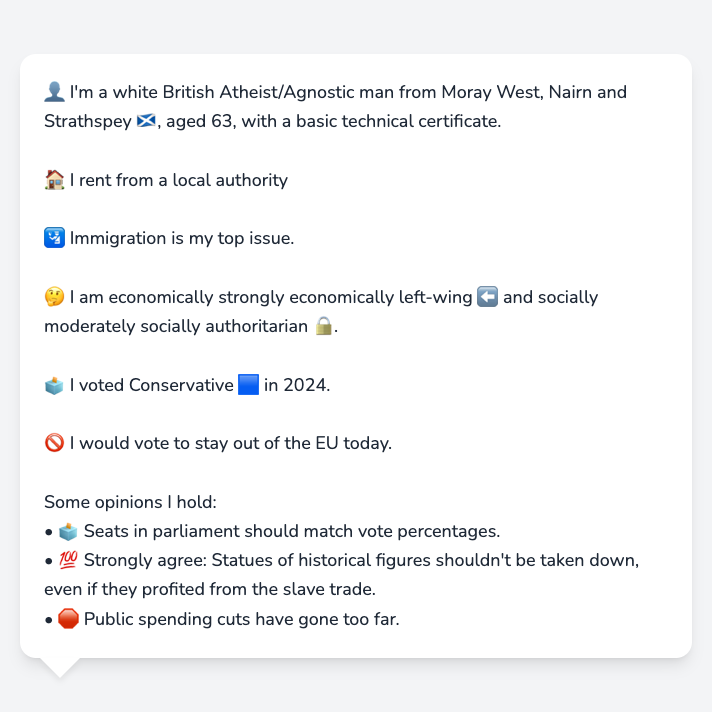 👤 I'm a white British Atheist/Agnostic man from Moray West, Nairn and
Strathspey 🏴󠁧󠁢󠁳󠁣󠁴󠁿, aged 63, with a basic technical certificate.
🏠 I rent from a local authority
🛂 Immigration is my top issue.
🤔 I am economically strongly economically left-wing ⬅️ and socially
moderately socially authoritarian 🔒.
🗳️ I voted Conservative 🟦 in 2024.
🚫 I would vote to stay out of the EU today.
Some opinions I hold:
• 🗳️ Seats in parliament should match vote percentages.
• 💯 Strongly agree: Statues of historical figures shouldn't be taken down,
even if they profited from the slave trade.
• 🛑 Public spending cuts have gone too far.